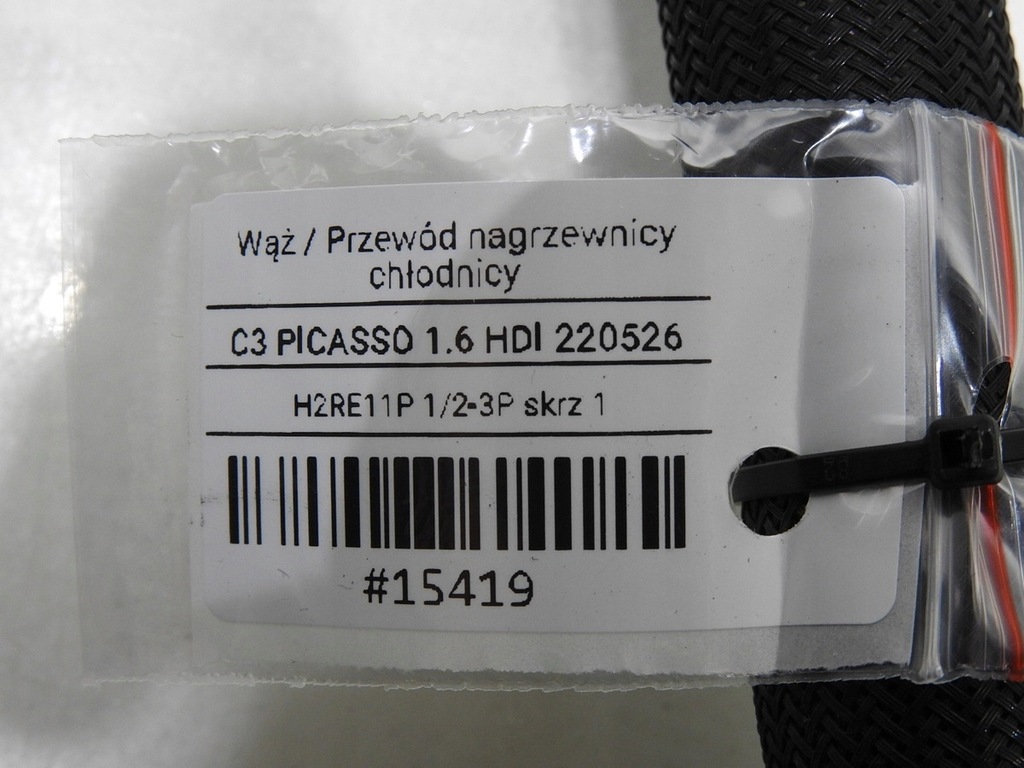 Wąż / Przewód nagrzewnicy
chłodnicy
C3 PICASSO 1.6 HDI 220526
H2RE11P 1/2-3P skrz 1
#15419